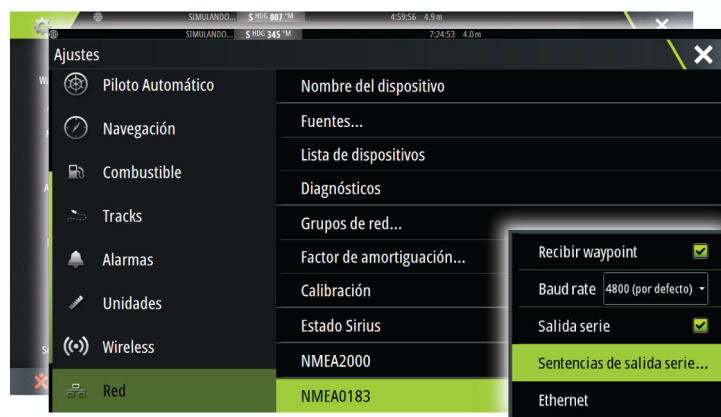 SIMULANDO... S HDG 007 °M 4:59:56 4.9 m
SIMULANDO... S HDG 345 °M 7:24:53 4.0 m
Ajustes
Piloto Automático
Navegación
Combustible
Tracks
Alarmas
Unidades
Wireless
Red
Nombre del dispositivo
Fuentes...
Lista de dispositivos
Diagnósticos
Grupos de red...
Factor de amortiguación...
Calibración
Estado Sirius
NMEA2000
NMEA0183
Recibir waypoint
Baud rate 4800 (por defecto)
Salida serie
Sentencias de salida serie...
Ethernet